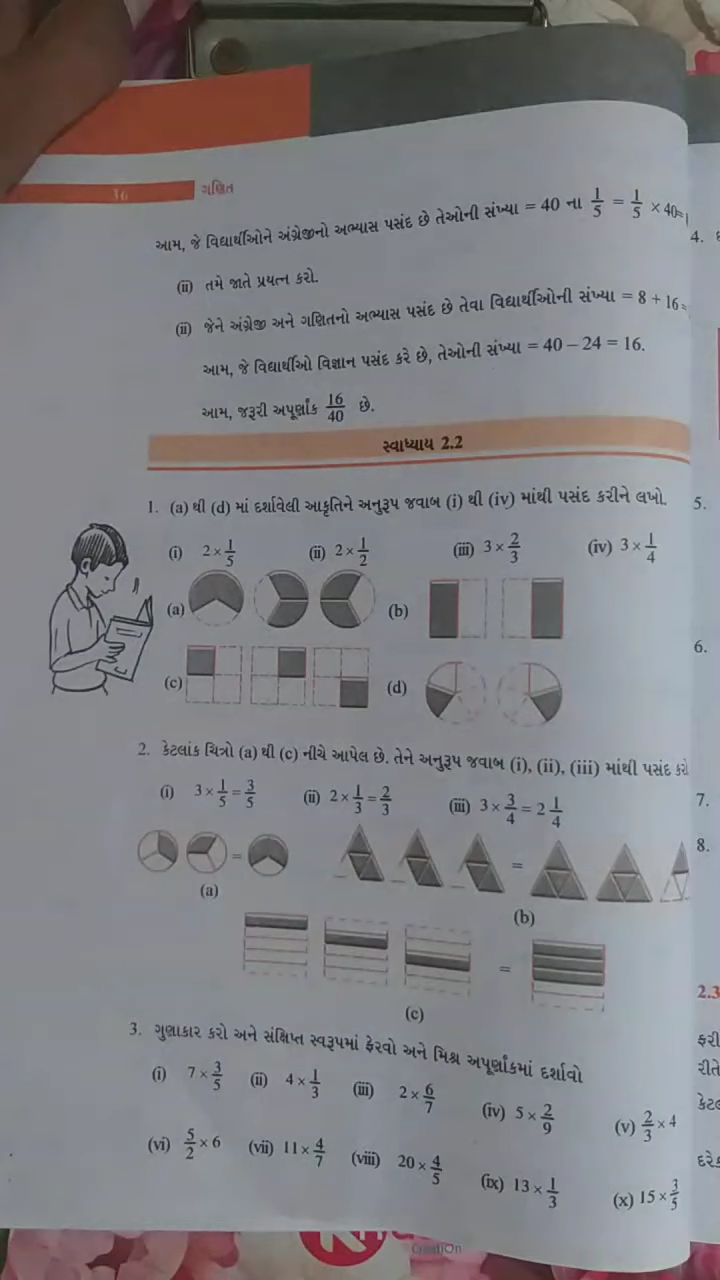 36 ગણિત
આમ, જે વિદ્યાર્થીઓને અંગ્રેજીનો અભ્યાસ પસંદ છે તેઓની સંખ્યા = 40 ના 1/5 = 1/5 × 40=
(ii) તમે જાતે પ્રયત્ન કરો.
(ii) જેને અંગ્રેજી અને ગણિતનો અભ્યાસ પસંદ છે તેવા વિદ્યાર્થીઓની સંખ્યા = 8 + 16 =
આમ, જે વિદ્યાર્થીઓ વિજ્ઞાન પસંદ કરે છે, તેઓની સંખ્યા = 40 – 24 = 16.
આમ, જરૂરી અપૂર્ણાંક 16/40 છે.
સ્વાધ્યાય 2.2
1. (a) થી (d) માં દર્શાવેલી આકૃતિને અનુરૂપ જવાબ (i) થી (iv) માંથી પસંદ કરીને લખો.
(i) 2 × 1/5 (ii) 2 × 1/2 (iii) 3 × 2/3 (iv) 3 × 1/4
(a) (b)
(c) (d)
2. કેટલાંક ચિત્રો (a) થી (c) નીચે આપેલ છે. તેને અનુરૂપ જવાબ (i), (ii), (iii) માંથી પસંદ કરો
(i) 3 × 1/5 = 3/5 (ii) 2 × 1/3 = 2/3 (iii) 3 × 3/4 = 2 1/4
= =
(a) (b)
=
(c)
3. ગુણાકાર કરો અને સંક્ષિપ્ત સ્વરૂપમાં ફેરવો અને મિશ્ર અપૂર્ણાંકમાં દર્શાવો
(i) 7 × 3/5 (ii) 4 × 1/3 (iii) 2 × 6/7 (iv) 5 × 2/9 (v) 2/3 × 4
(vi) 5/2 × 6 (vii) 11 × 4/7 (viii) 20 × 4/5 (ix) 13 × 1/3 (x) 15 × 3/5
4.
5.
6.
7.
8.
2.3
ફરી
રીતે
કેટલ
દરેક
CreatiOn